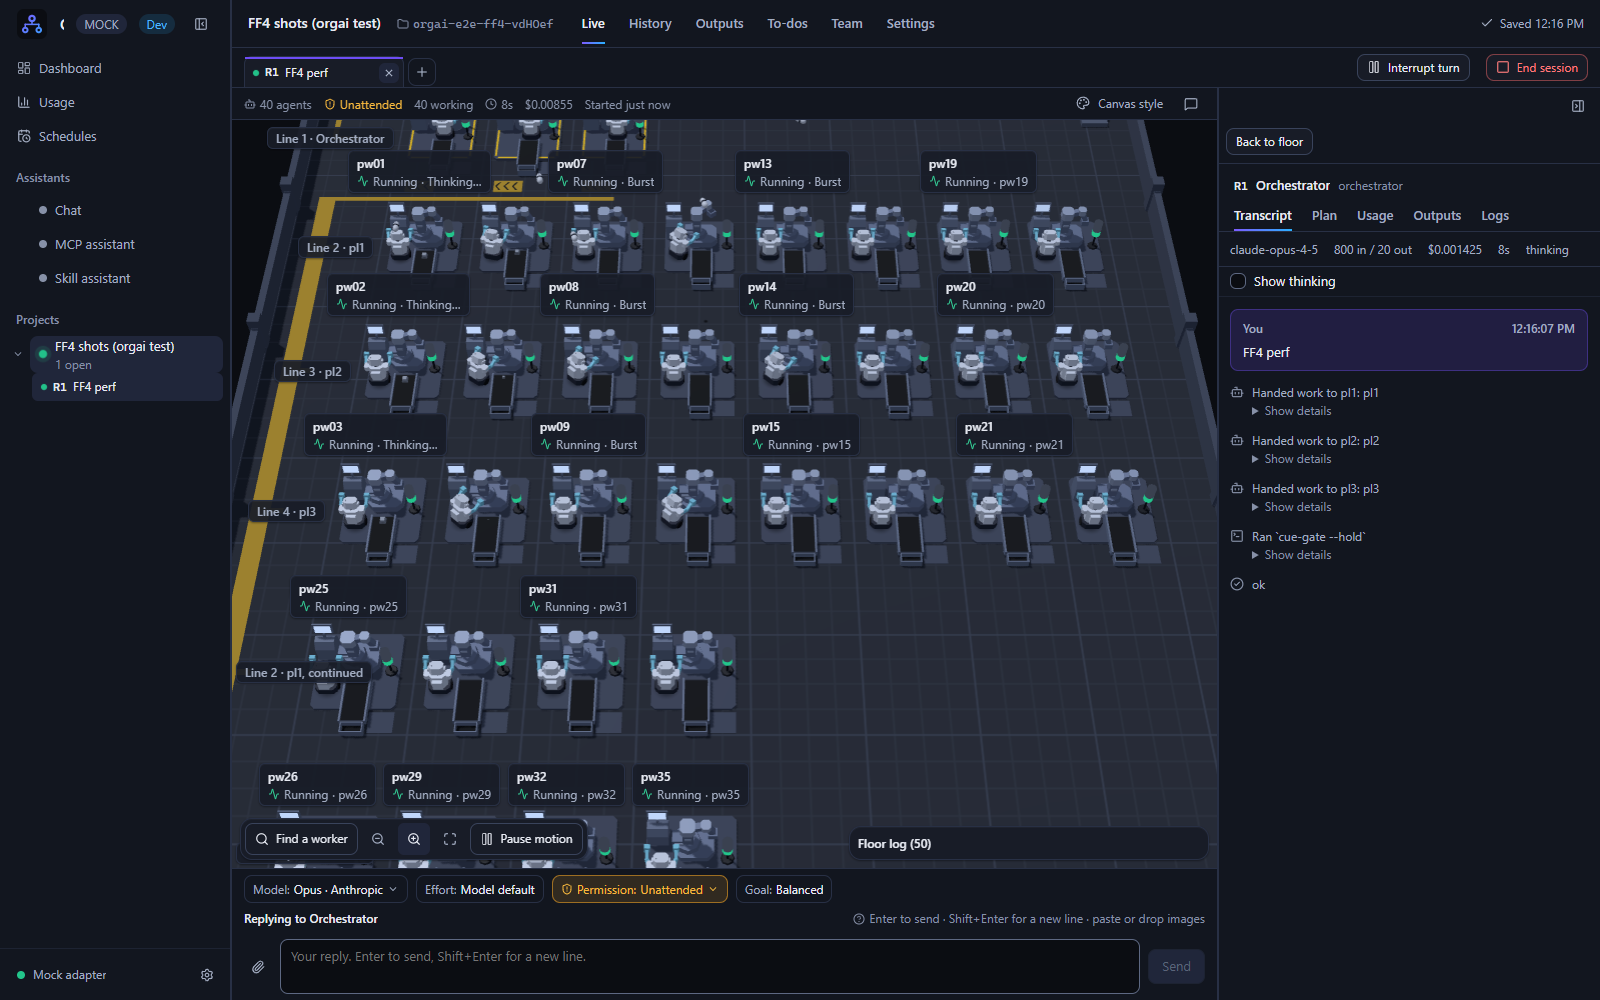 MOCK
Dev
Dashboard
Usage
Schedules
Assistants
Chat
MCP assistant
Skill assistant
Projects
FF4 shots (orgai test)
1 open
R1 FF4 perf
Mock adapter
FF4 shots (orgai test)
orgai-e2e-ff4-vdHOef
Live
History
Outputs
To-dos
Team
Settings
Saved 12:16 PM
R1 FF4 perf
Interrupt turn
End session
40 agents
Unattended
40 working
8s
$0.00855
Started just now
Canvas style
Line 1 · Orchestrator
pw01
Running · Thinking...
pw07
Running · Burst
pw13
Running · Burst
pw19
Running · pw19
Line 2 · pl1
pw02
Running · Thinking...
pw08
Running · Burst
pw14
Running · Burst
pw20
Running · pw20
Line 3 · pl2
pw03
Running · Thinking...
pw09
Running · Burst
pw15
Running · pw15
pw21
Running · pw21
Line 4 · pl3
pw25
Running · pw25
pw31
Running · pw31
Line 2 · pl1, continued
pw26
Running · pw26
pw29
Running · pw29
pw32
Running · pw32
pw35
Running · pw35
Find a worker
Pause motion
Floor log (50)
Model: Opus · Anthropic
Effort: Model default
Permission: Unattended
Goal: Balanced
Replying to Orchestrator
Enter to send · Shift+Enter for a new line · paste or drop images
Your reply. Enter to send, Shift+Enter for a new line.
Send
Back to floor
R1 Orchestrator orchestrator
Transcript
Plan
Usage
Outputs
Logs
claude-opus-4-5
800 in / 20 out
$0.001425
8s
thinking
Show thinking
You
12:16:07 PM
FF4 perf
Handed work to pl1: pl1
Show details
Handed work to pl2: pl2
Show details
Handed work to pl3: pl3
Show details
Ran `cue-gate --hold`
Show details
ok